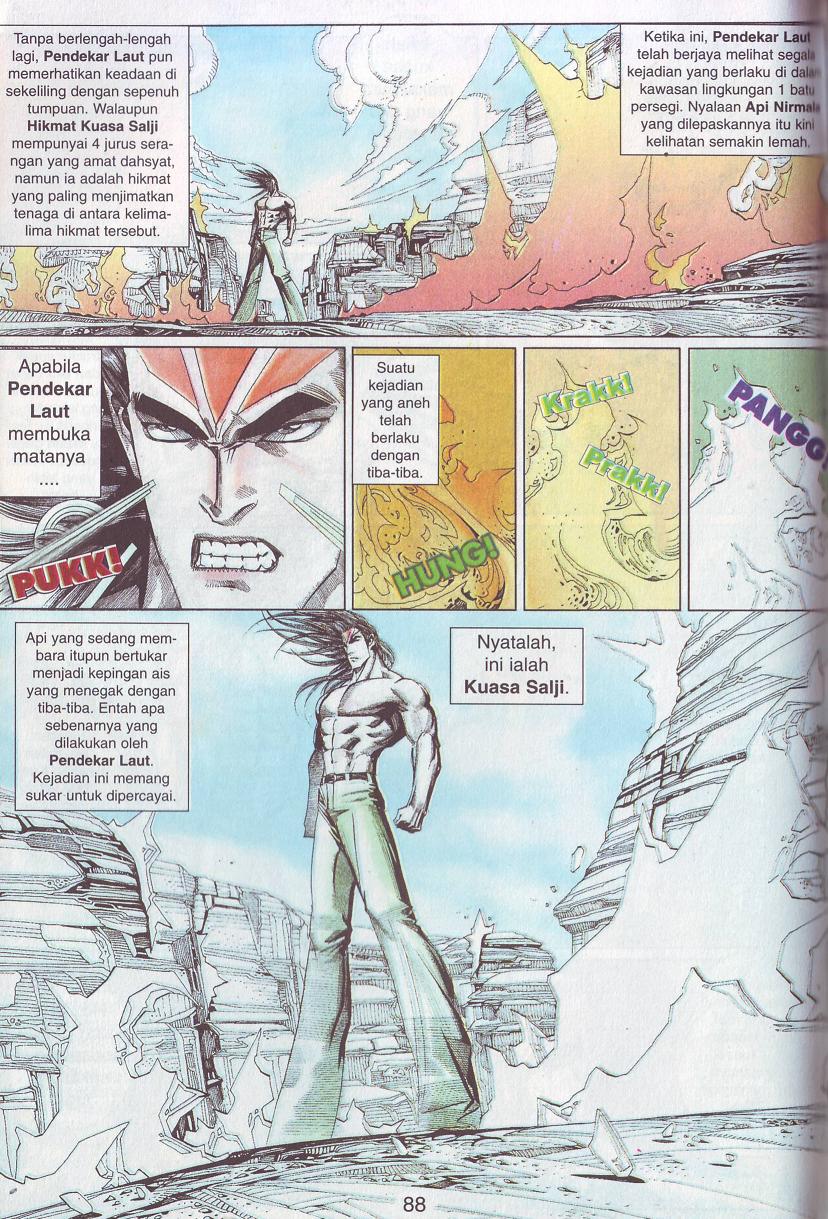 Tanpa berlengah-lengah
lagi, Pendekar Laut pun
memerhatikan keadaan di
sekeliling dengan sepenuh
tumpuan. Walaupun
Hikmat Kuasa Salji
mempunyai 4 jurus sera-
ngan yang amat dahsyat,
namun ia adalah hikmat
yang paling menjimatkan
tenaga di antara kelima-
lima hikmat tersebut.
Ketika ini, Pendekar Laut
telah berjaya melihat segala
kejadian yang berlaku di dalam
kawasan lingkungan 1 batu
persegi. Nyalaan Api Nirmala
yang dilepaskannya itu kini
kelihatan semakin lemah.
Apabila
Pendekar
Laut
membuka
matanya
....
PUKK!
Suatu
kejadian
yang aneh
telah
berlaku
dengan
tiba-tiba.
HUNG!
Krakk!
Prakk!
PANGG!
Api yang sedang mem-
bara itupun bertukar
menjadi kepingan ais
yang menegak dengan
tiba-tiba. Entah apa
sebenarnya yang
dilakukan oleh
Pendekar Laut.
Kejadian ini memang
sukar untuk dipercayai.
Nyatalah,
ini ialah
Kuasa Salji.
88